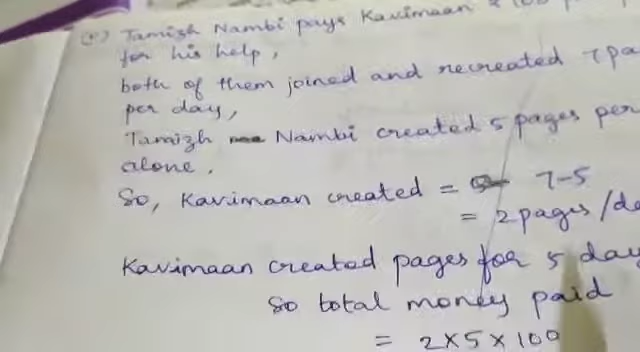 Tamizh Nambi pays Kavimaan ₹ 100
for his help,
both of them joined and recreated 7 pa
per day,
Tamizh Nambi created 5 pages per
alone.
So, Kavimaan created = 7-5
= 2 pages / da
Kavimaan created pages for 5 day
So total money paid
= 2 X 5 X 100